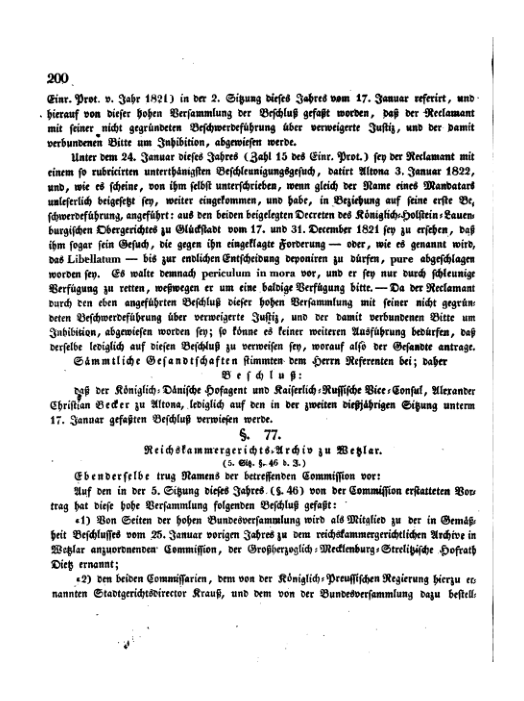 200
Einr. Prot. v. Jahr 1821) in der 2. Sitzung dieses Jahres vom 17. Januar referirt, und
hierauf von dieser hohen Versammlung der Beschluß gefaßt worden, daß der Reclamant
mit seiner nicht gegründeten Beschwerdeführung über verweigerte Justiz, und der damit
verbundenen Bitte um Inhibition, abgewiesen werde.
Unter dem 24. Januar dieses Jahres (Zahl 15 des Einr. Prot.) sey der Reclamant mit
einem so rubricirten unterthänigsten Beschleunigungsgesuch, datirt Altona 3. Januar 1822,
und, wie es scheine, von ihm selbst unterschrieben, wenn gleich der Name eines Mandatars
unleserlich beigesetzt sey, weiter eingekommen, und habe, in Beziehung auf seine erste Be-
schwerdeführung, angeführt: aus den beiden beigelegten Decreten des Königlich-Holstein-Lauen-
burgischen Obergerichts zu Glückstadt vom 17. und 31. December 1821 sey zu ersehen, daß
ihm sogar sein Gesuch, die gegen ihn eingeklagte Forderung — oder, wie es genannt wird,
das Libellatum — bis zur endlichen Entscheidung deponiren zu dürfen, pure abgeschlagen
worden sey. Es walte demnach periculum in mora vor, und er sey nur durch schleunige
Verfügung zu retten, weßwegen er um eine baldige Verfügung bitte. — Da der Reclamant
durch den eben angeführten Beschluß dieser hohen Versammlung mit seiner nicht gegrün-
deten Beschwerdeführung über verweigerte Justiz, und der damit verbundenen Bitte um
Inhibition, abgewiesen worden sey; so könne es keiner weiteren Ausführung bedürfen, daß
derselbe lediglich auf diesen Beschluß zu verweisen sey, worauf also der Gesandte antrage.
Sämmtliche Gesandtschaften stimmten dem Herrn Referenten bei; daher
Beschluß:
daß der Königlich-Dänische Hofagent und Kaiserlich-Russische Vice-Consul, Alexander
Christian Becker zu Altona, lediglich auf den in der zweiten dießjährigen Sitzung unterm
17. Januar gefaßten Beschluß verwiesen werde.
§. 77.
Reichskammergerichts-Archiv zu Wetzlar.
(5. Sitz. §. 46 d. J.)
Ebenderselbe trug Namens der betreffenden Commission vor:
Auf den in der 5. Sitzung dieses Jahres (§. 46) von der Commission erstatteten Vor-
trag hat diese hohe Versammlung folgenden Beschluß gefaßt:
«1) Von Seiten der hohen Bundesversammlung wird als Mitglied zu der in Gemäß-
heit Beschlusses vom 25. Januar vorigen Jahrs zu dem reichskammergerichtlichen Archive in
Wetzlar anzuordnenden Commission, der Großherzoglich-Mecklenburg-Strelitzische Hofrath
Dietz ernannt;
«2) den beiden Commissarien, dem von der Königlich-Preussischen Regierung hierzu er-
nannten Stadtgerichtsdirector Krauß, und dem von der Bundesversammlung dazu bestell-